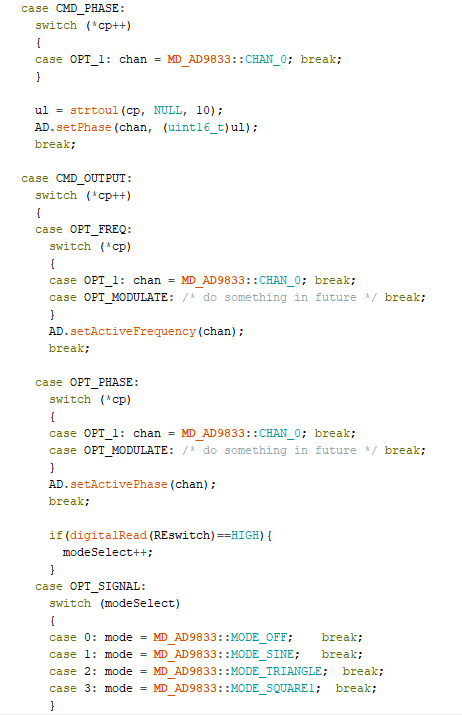 case CMD_PHASE:
switch (*cp++)
{
case OPT_1: chan = MD_AD9833::CHAN_0; break;
}
ul = strtoul(cp, NULL, 10);
AD.setPhase(chan, (uint16_t)ul);
break;
case CMD_OUTPUT:
switch (*cp++)
{
case OPT_FREQ:
switch (*cp)
{
case OPT_1: chan = MD_AD9833::CHAN_0; break;
case OPT_MODULATE: /* do something in future */ break;
}
AD.setActiveFrequency(chan);
break;
case OPT_PHASE:
switch (*cp)
{
case OPT_1: chan = MD_AD9833::CHAN_0; break;
case OPT_MODULATE: /* do something in future */ break;
}
AD.setActivePhase(chan);
break;
if(digitalRead(REswitch)==HIGH){
modeSelect++;
}
case OPT_SIGNAL:
switch (modeSelect)
{
case 0: mode = MD_AD9833::MODE_OFF;    break;
case 1: mode = MD_AD9833::MODE_SINE;   break;
case 2: mode = MD_AD9833::MODE_TRIANGLE;  break;
case 3: mode = MD_AD9833::MODE_SQUARE1;  break;
}